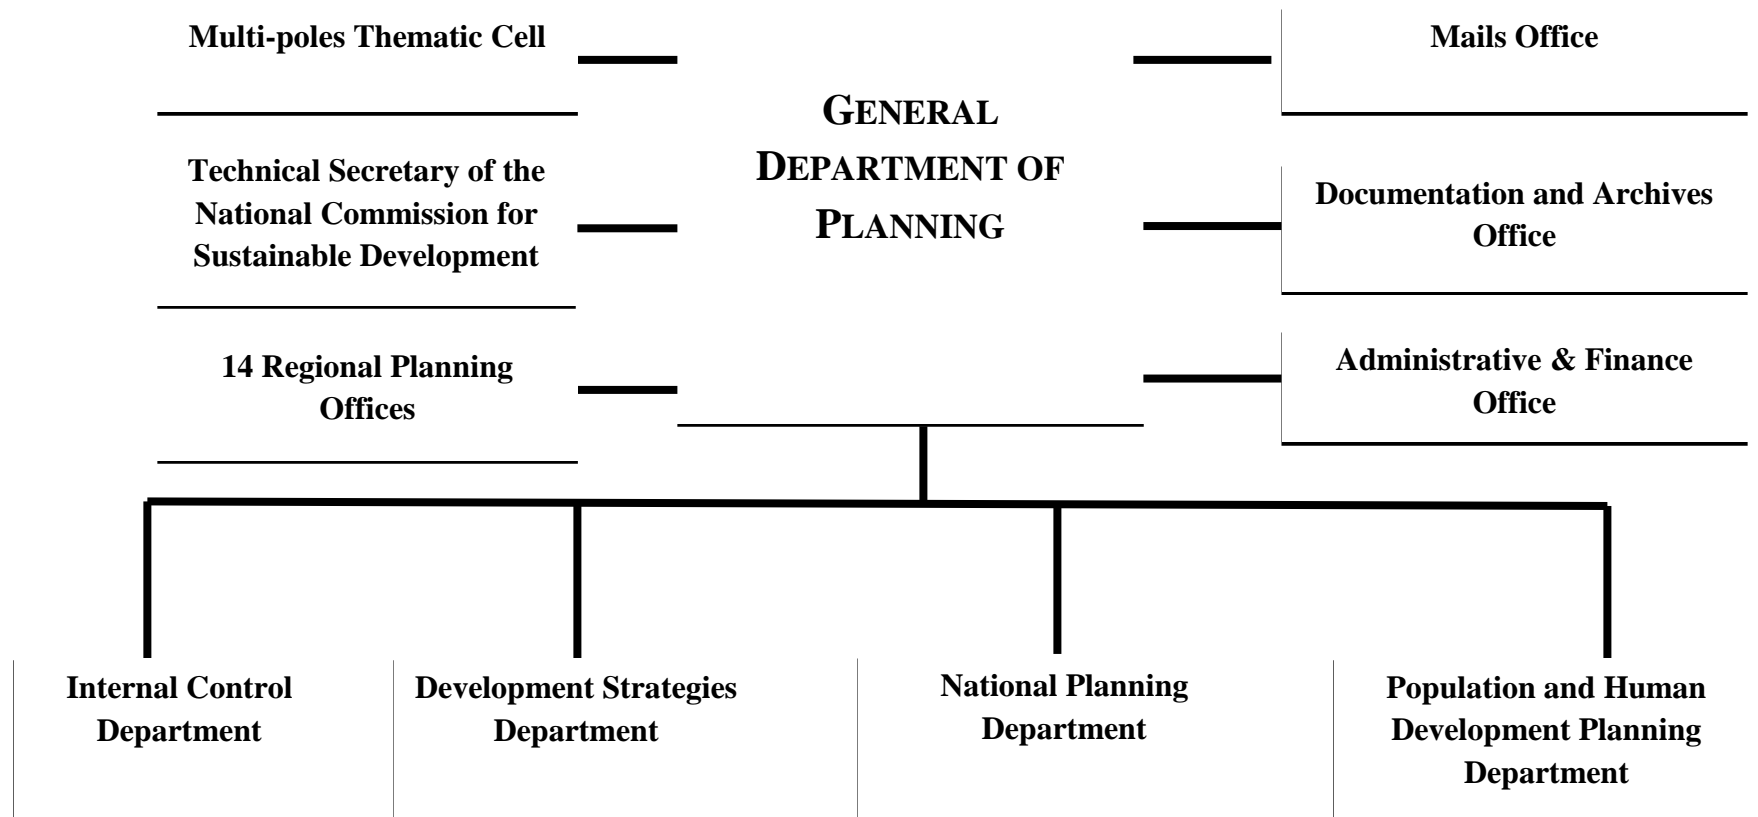 Multi-poles Thematic Cell
Technical Secretary of the
National Commission for
Sustainable Development
14 Regional Planning
Offices
GENERAL
DEPARTMENT OF
PLANNING
Mails Office
Documentation and Archives
Office
Administrative & Finance
Office
Internal Control
Department
Development Strategies
Department
National Planning
Department
Population and Human
Development Planning
Department